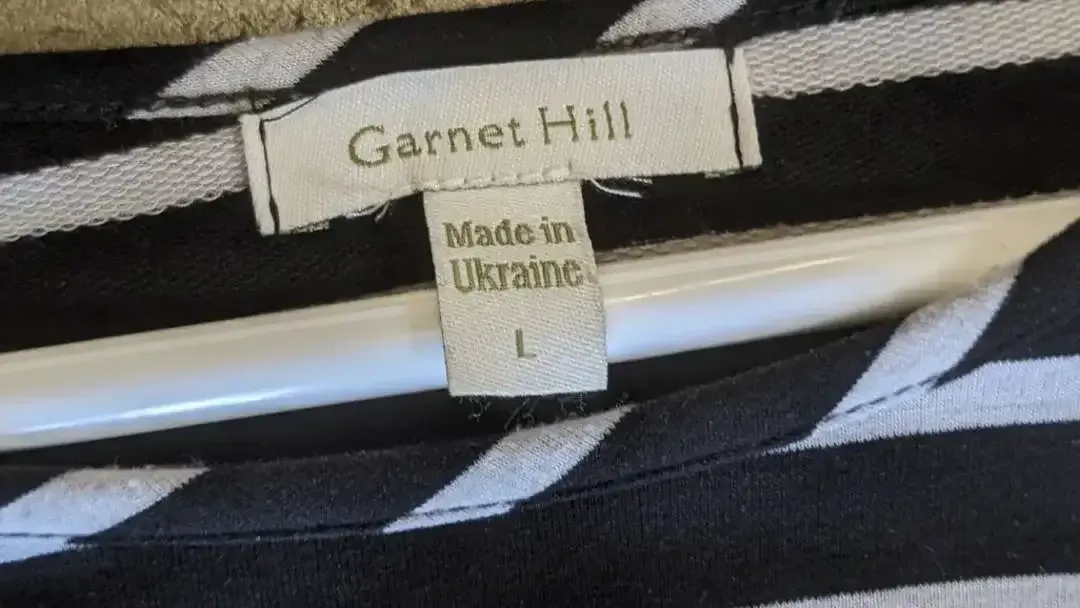 Garnet Hill
Made in
Ukraine
L